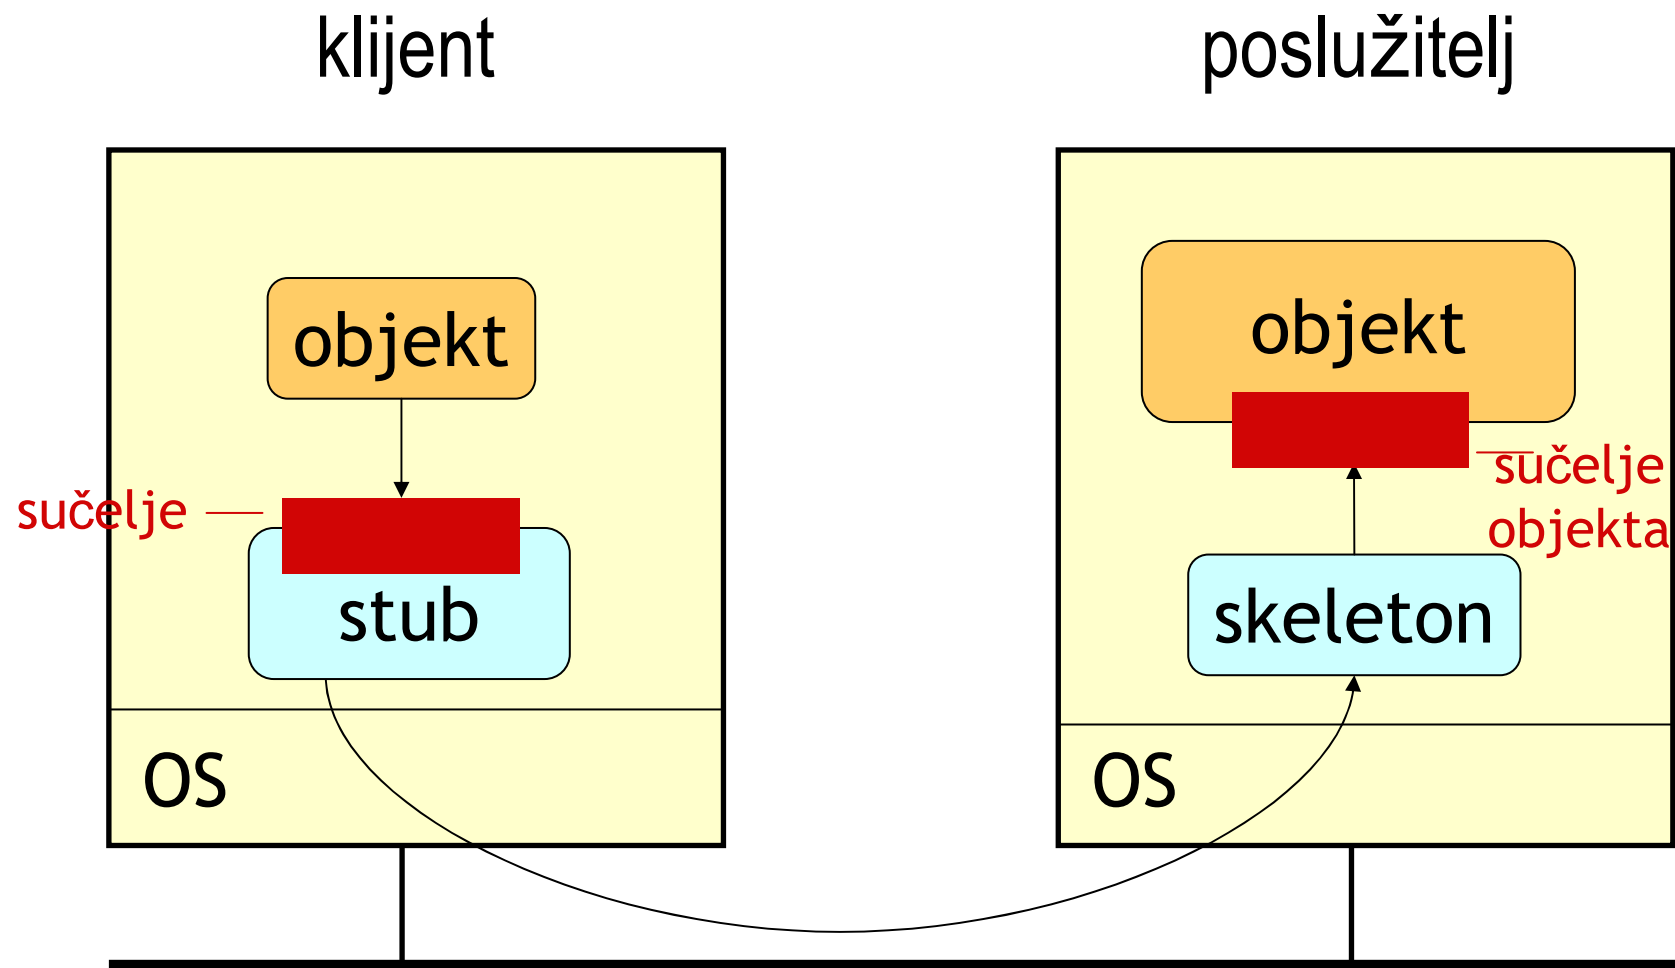 klijent
poslužitelj
objekt
objekt
sučelje
sučelje
objekta
stub
skeleton
OS
OS